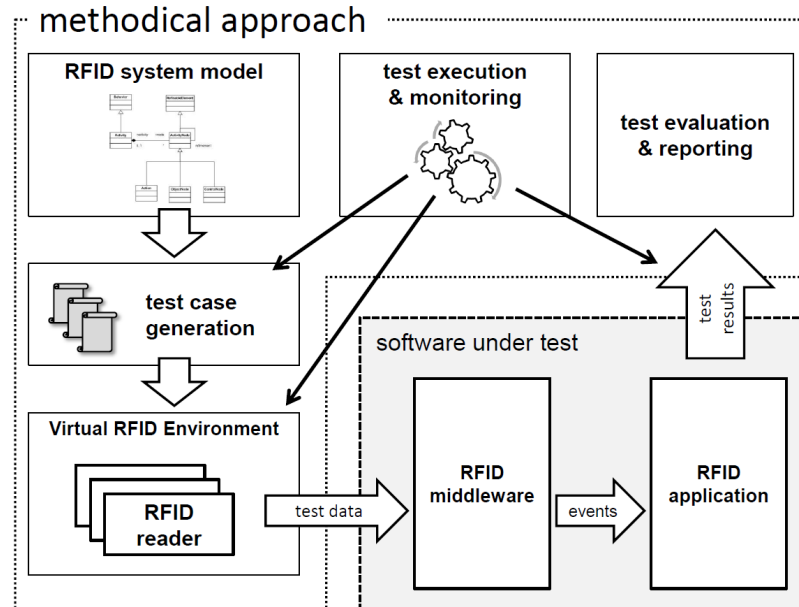 methodical approach
RFID system model
test execution
& monitoring
test evaluation
& reporting
test case
generation
test
results
software under test
Virtual RFID Environment
RFID
reader
test data
RFID
middleware
events
RFID
application